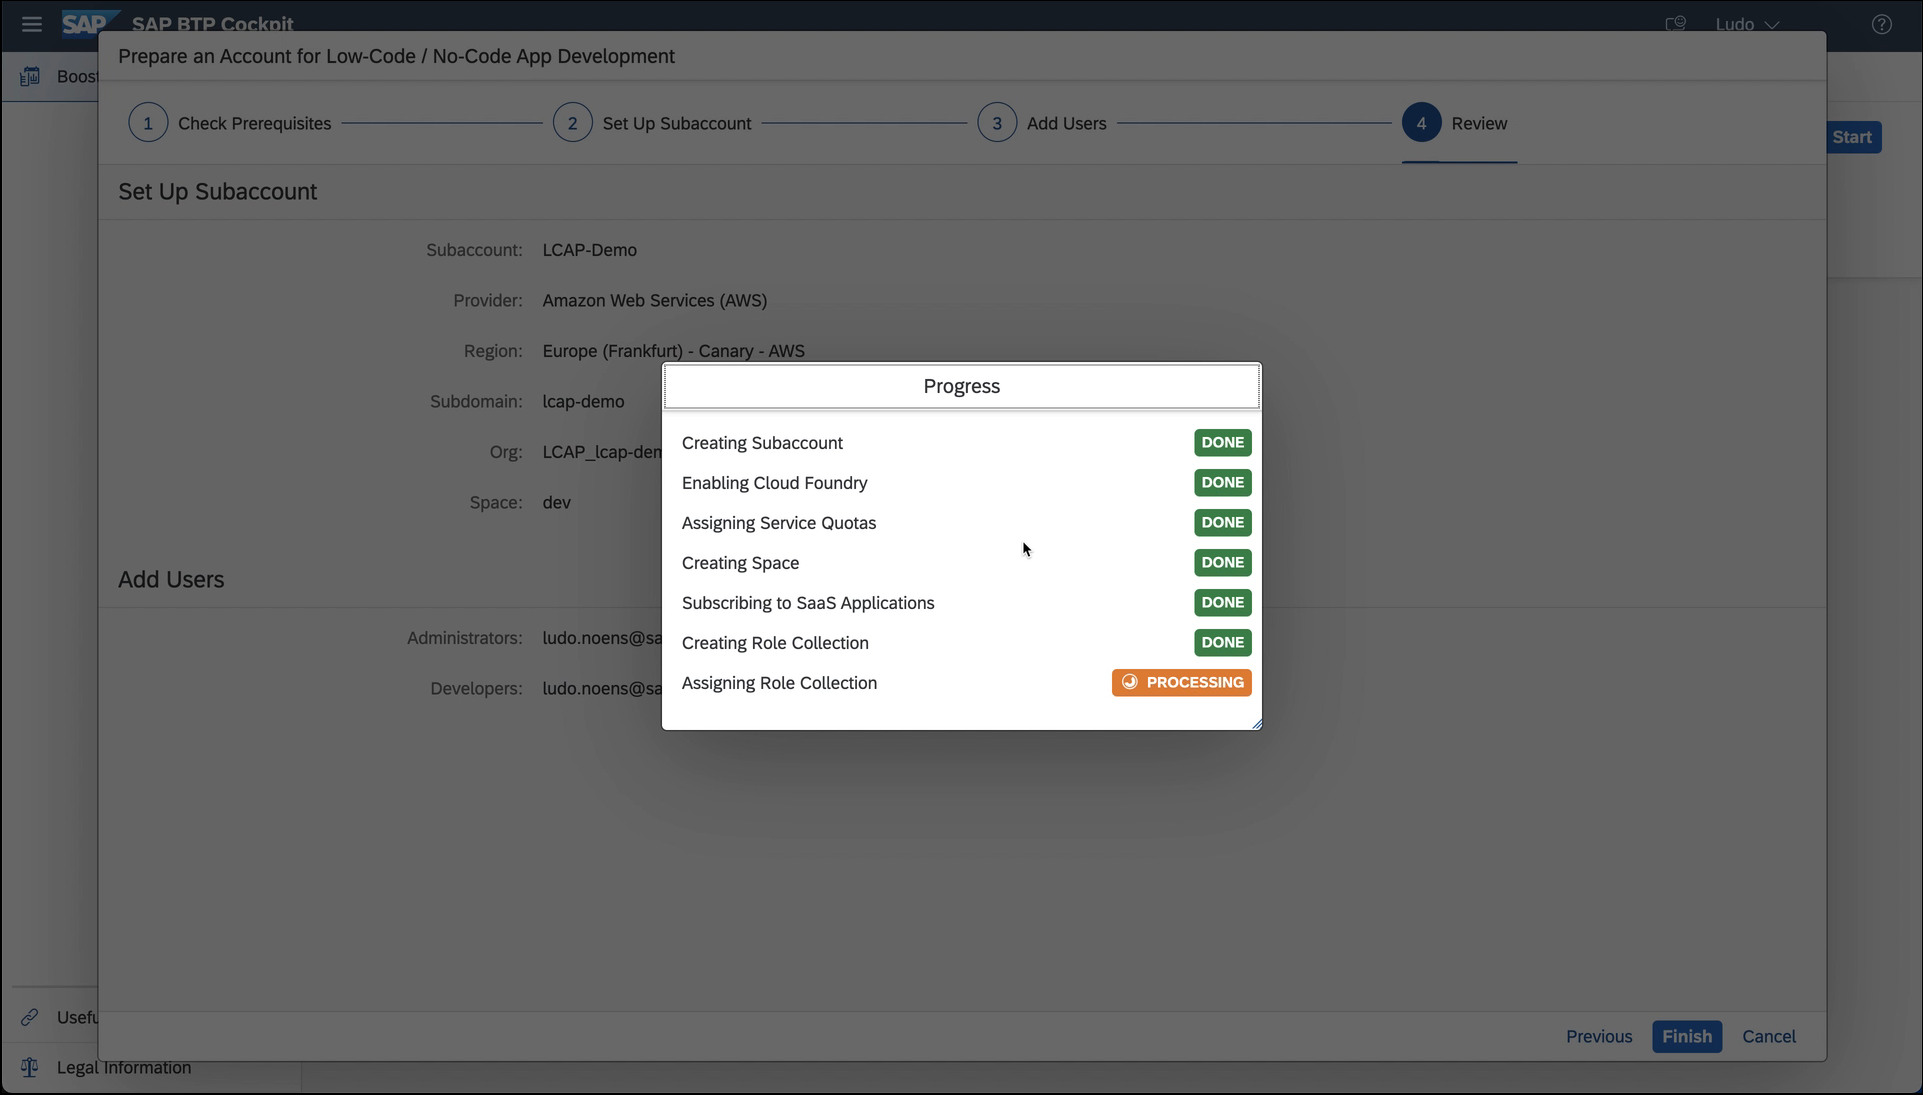 SAP SAP BTP Cockpit Ludo
Prepare an Account for Low-Code / No-Code App Development
Boost
1 Check Prerequisites 2 Set Up Subaccount 3 Add Users 4 Review
Start
Set Up Subaccount
Subaccount: LCAP-Demo
Provider: Amazon Web Services (AWS)
Region: Europe (Frankfurt) - Canary - AWS
Subdomain: lcap-demo
Org: LCAP_lcap-dem
Space: dev
Add Users
Administrators: ludo.noens@sa
Developers: ludo.noens@sa
Progress
Creating Subaccount DONE
Enabling Cloud Foundry DONE
Assigning Service Quotas DONE
Creating Space DONE
Subscribing to SaaS Applications DONE
Creating Role Collection DONE
Assigning Role Collection PROCESSING
Usefu
Previous Finish Cancel
Legal Information